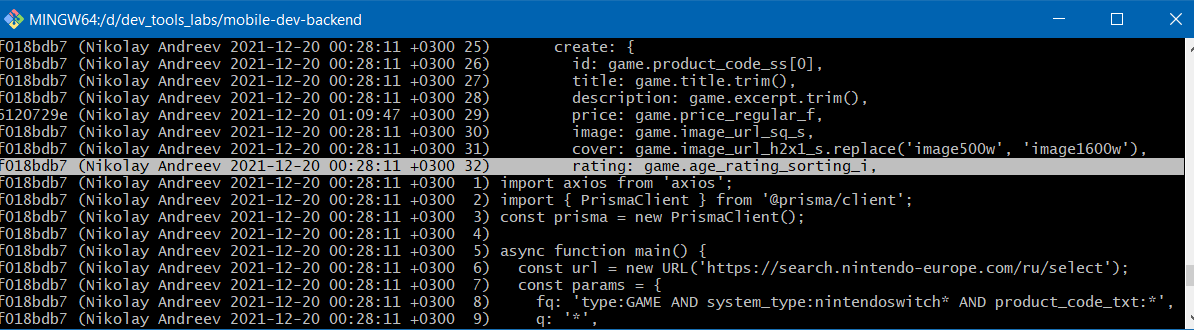 MINGW64:/d/dev_tools_labs/mobile-dev-backend
f018bdb7 (Nikolay Andreev 2021-12-20 00:28:11 +0300 25)       create: {
f018bdb7 (Nikolay Andreev 2021-12-20 00:28:11 +0300 26)         id: game.product_code_ss[0],
f018bdb7 (Nikolay Andreev 2021-12-20 00:28:11 +0300 27)         title: game.title.trim(),
f018bdb7 (Nikolay Andreev 2021-12-20 00:28:11 +0300 28)         description: game.excerpt.trim(),
6120729e (Nikolay Andreev 2021-12-20 01:09:47 +0300 29)         price: game.price_regular_f,
f018bdb7 (Nikolay Andreev 2021-12-20 00:28:11 +0300 30)         image: game.image_url_sq_s,
f018bdb7 (Nikolay Andreev 2021-12-20 00:28:11 +0300 31)         cover: game.image_url_h2x1_s.replace('image500w', 'image1600w'),
f018bdb7 (Nikolay Andreev 2021-12-20 00:28:11 +0300 32)         rating: game.age_rating_sorting_i,
f018bdb7 (Nikolay Andreev 2021-12-20 00:28:11 +0300  1) import axios from 'axios';
f018bdb7 (Nikolay Andreev 2021-12-20 00:28:11 +0300  2) import { PrismaClient } from '@prisma/client';
f018bdb7 (Nikolay Andreev 2021-12-20 00:28:11 +0300  3) const prisma = new PrismaClient();
f018bdb7 (Nikolay Andreev 2021-12-20 00:28:11 +0300  4)
f018bdb7 (Nikolay Andreev 2021-12-20 00:28:11 +0300  5) async function main() {
f018bdb7 (Nikolay Andreev 2021-12-20 00:28:11 +0300  6)   const url = new URL('https://search.nintendo-europe.com/ru/select');
f018bdb7 (Nikolay Andreev 2021-12-20 00:28:11 +0300  7)   const params = {
f018bdb7 (Nikolay Andreev 2021-12-20 00:28:11 +0300  8)     fq: 'type:GAME AND system_type:nintendoswitch* AND product_code_txt:*',
f018bdb7 (Nikolay Andreev 2021-12-20 00:28:11 +0300  9)     q: '*',